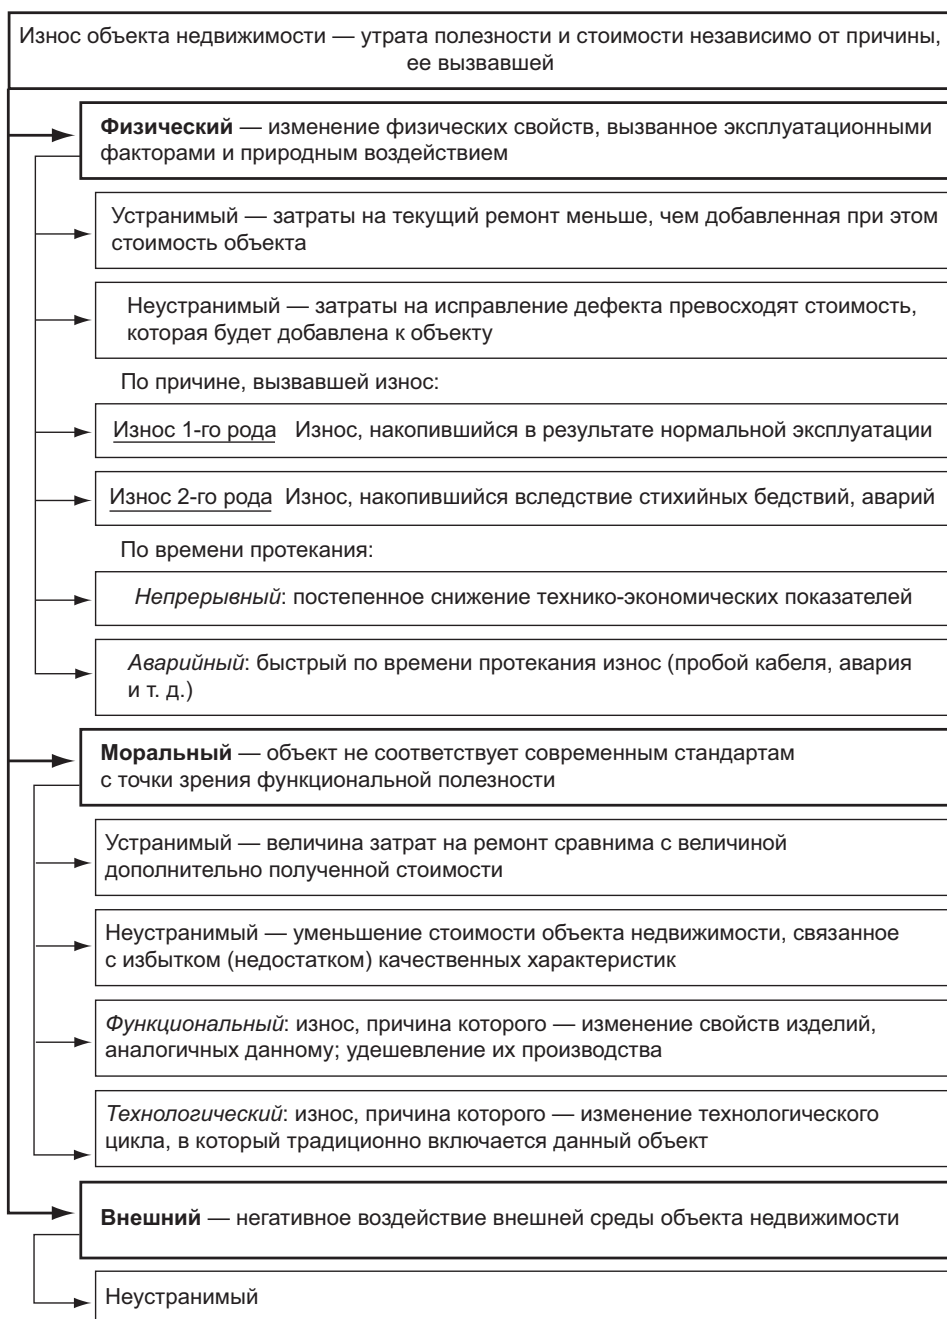 Износ объекта недвижимости — утрата полезности и стоимости независимо от причины,
ее вызвавшей
Физический — изменение физических свойств, вызванное эксплуатационными
факторами и природным воздействием
Устранимый — затраты на текущий ремонт меньше, чем добавленная при этом
стоимость объекта
Неустранимый — затраты на исправление дефекта превосходят стоимость,
которая будет добавлена к объекту
По причине, вызвавшей износ:
Износ 1-го рода Износ, накопившийся в результате нормальной эксплуатации
Износ 2-го рода Износ, накопившийся вследствие стихийных бедствий, аварий
По времени протекания:
Непрерывный: постепенное снижение технико-экономических показателей
Аварийный: быстрый по времени протекания износ (пробой кабеля, авария
и т. д.)
Моральный — объект не соответствует современным стандартам
с точки зрения функциональной полезности
Устранимый — величина затрат на ремонт сравнима с величиной
дополнительно полученной стоимости
Неустранимый — уменьшение стоимости объекта недвижимости, связанное
с избытком (недостатком) качественных характеристик
Функциональный: износ, причина которого — изменение свойств изделий,
аналогичных данному; удешевление их производства
Технологический: износ, причина которого — изменение технологического
цикла, в который традиционно включается данный объект
Внешний — негативное воздействие внешней среды объекта недвижимости
Неустранимый